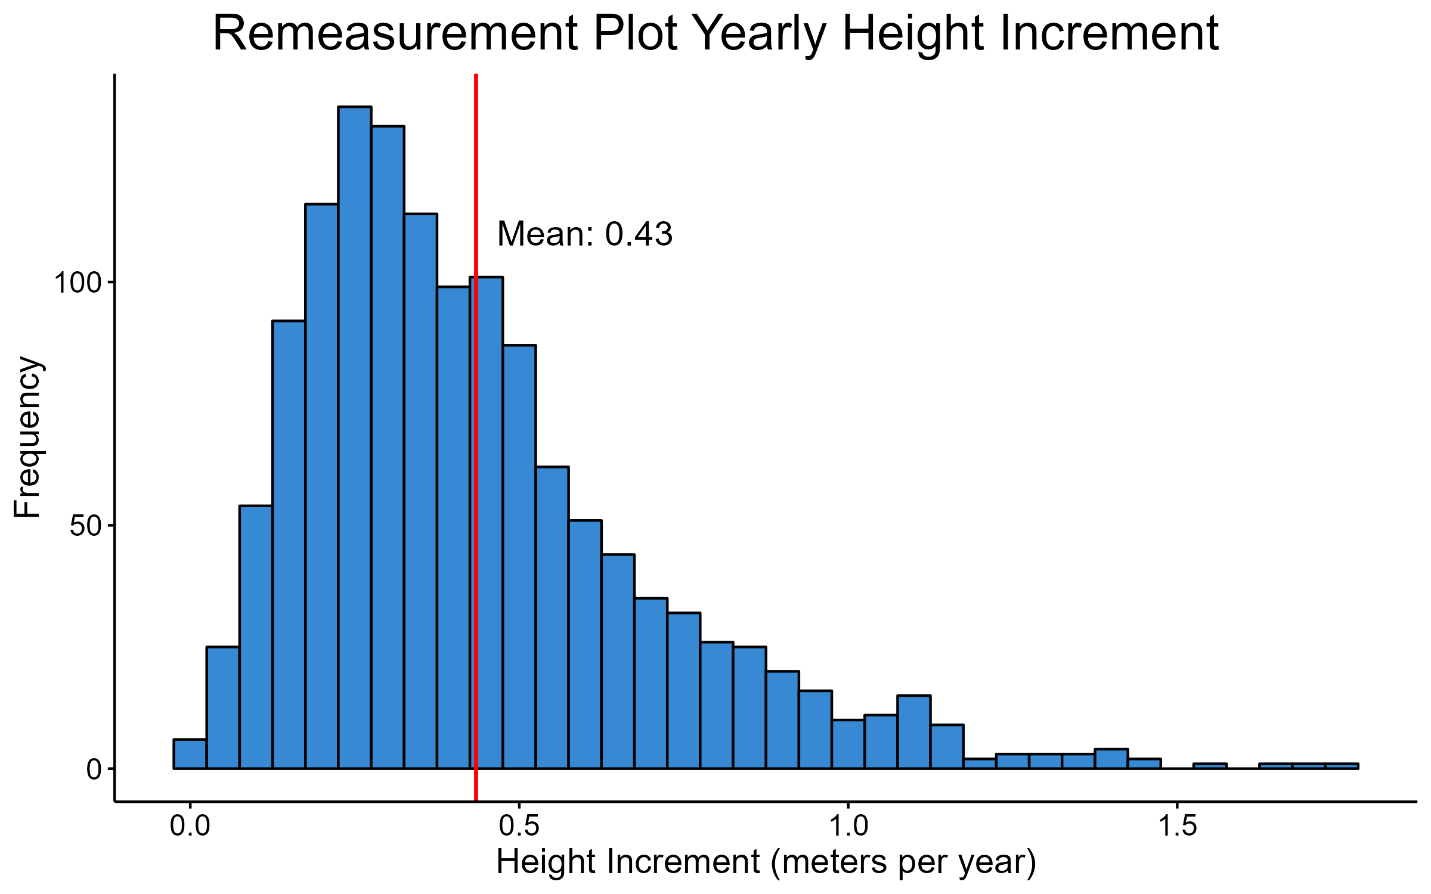 Remeasurement Plot Yearly Height Increment
Mean: 0.43
Frequency
100
50
0
0.0 0.5 1.0 1.5
Height Increment (meters per year)